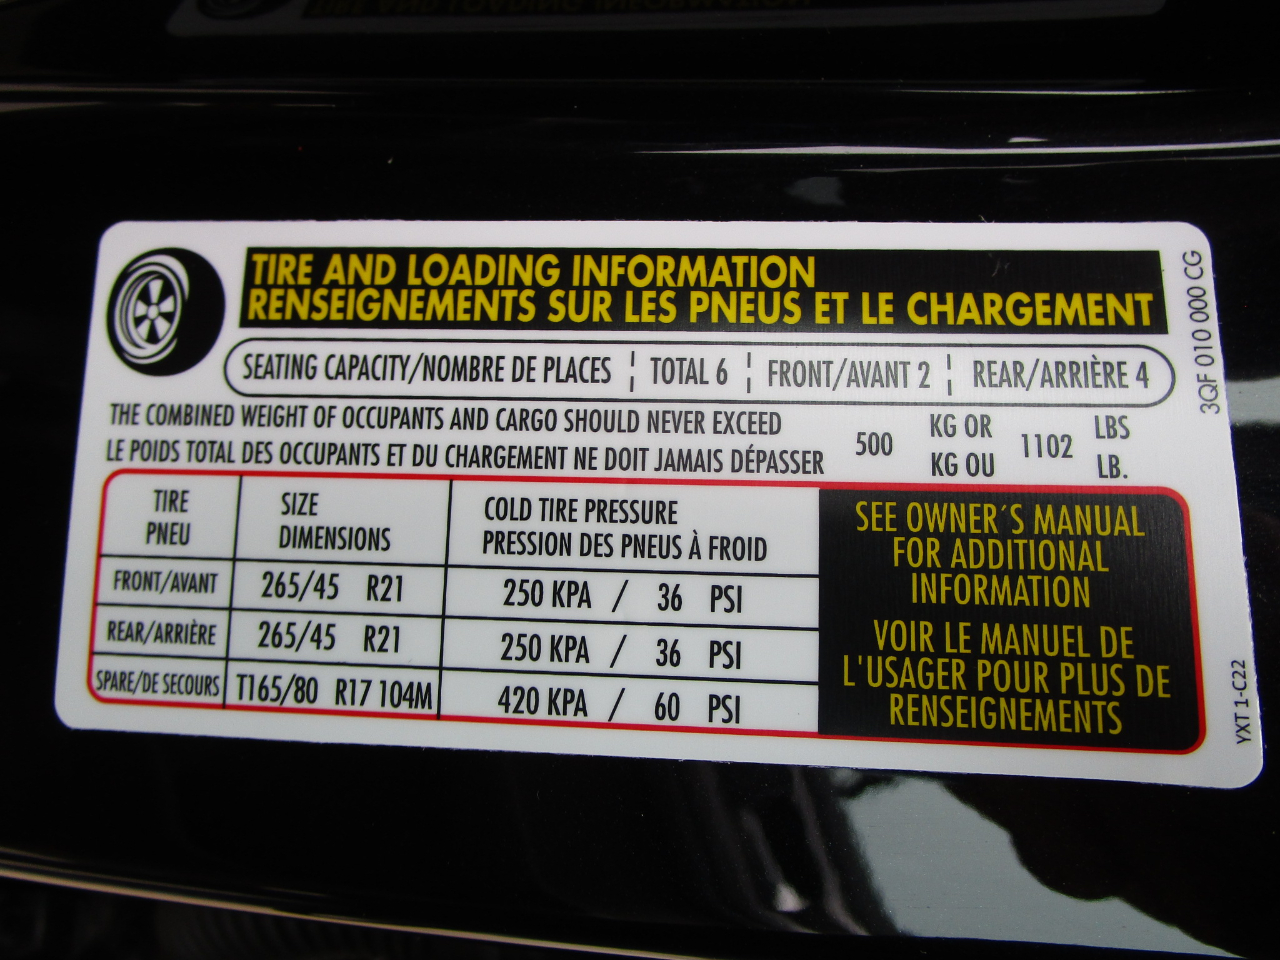 TIRE AND LOADING INFORMATION
RENSEIGNEMENTS SUR LES PNEUS ET LE CHARGEMENT
SEATING CAPACITY/NOMBRE DE PLACES ¦ TOTAL 6 ¦ FRONT/AVANT 2 ¦ REAR/ARRIÈRE 4
THE COMBINED WEIGHT OF OCCUPANTS AND CARGO SHOULD NEVER EXCEED 500 KG OR 1102 LBS
LE POIDS TOTAL DES OCCUPANTS ET DU CHARGEMENT NE DOIT JAMAIS DÉPASSER KG OU LB.
TIRE SIZE COLD TIRE PRESSURE
PNEU DIMENSIONS PRESSION DES PNEUS À FROID
FRONT/AVANT 265/45 R21 250 KPA / 36 PSI
REAR/ARRIÈRE 265/45 R21 250 KPA / 36 PSI
SPARE/DE SECOURS T165/80 R17 104M 420 KPA / 60 PSI
SEE OWNER´S MANUAL
FOR ADDITIONAL
INFORMATION
VOIR LE MANUEL DE
L'USAGER POUR PLUS DE
RENSEIGNEMENTS
3QF 010 000 CG
YXT 1-C22